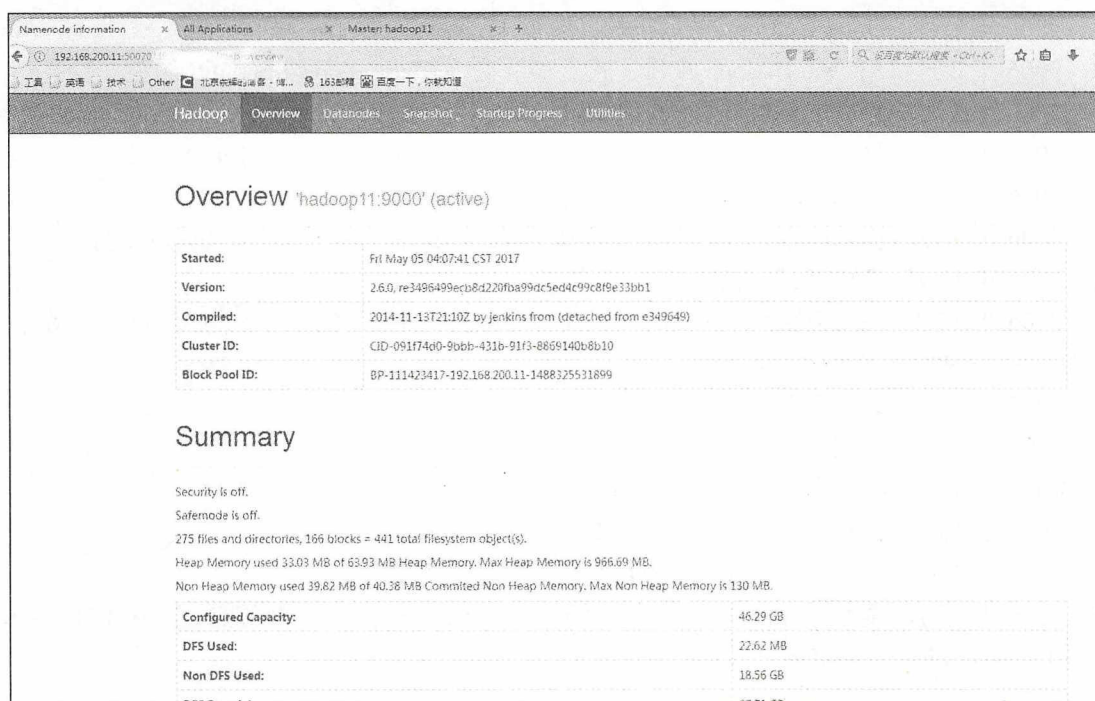 Namenode information × All Applications × Master: hadoop11 × +
192.168.200.11:50070
工具 英语 技术 Other 163邮箱 百度一下，你就知道
Hadoop Overview Datanodes Snapshot Startup Progress Utilities
Overview 'hadoop11:9000' (active)
Started: Fri May 05 04:07:41 CST 2017
Version: 2.6.0, re3496499ecb8d220fba99dc5ed4c99c8f9e33bb1
Compiled: 2014-11-13T21:10Z by jenkins from (detached from e349649)
Cluster ID: CID-091f74d0-9bbb-431b-91f3-8869140b8b10
Block Pool ID: BP-111423417-192.168.200.11-1488325531899
Summary
Security is off.
Safemode is off.
275 files and directories, 166 blocks = 441 total filesystem object(s).
Heap Memory used 33.03 MB of 63.93 MB Heap Memory. Max Heap Memory is 966.69 MB.
Non Heap Memory used 39.82 MB of 40.38 MB Commited Non Heap Memory. Max Non Heap Memory is 130 MB.
Configured Capacity: 46.29 GB
DFS Used: 22.62 MB
Non DFS Used: 18.56 GB